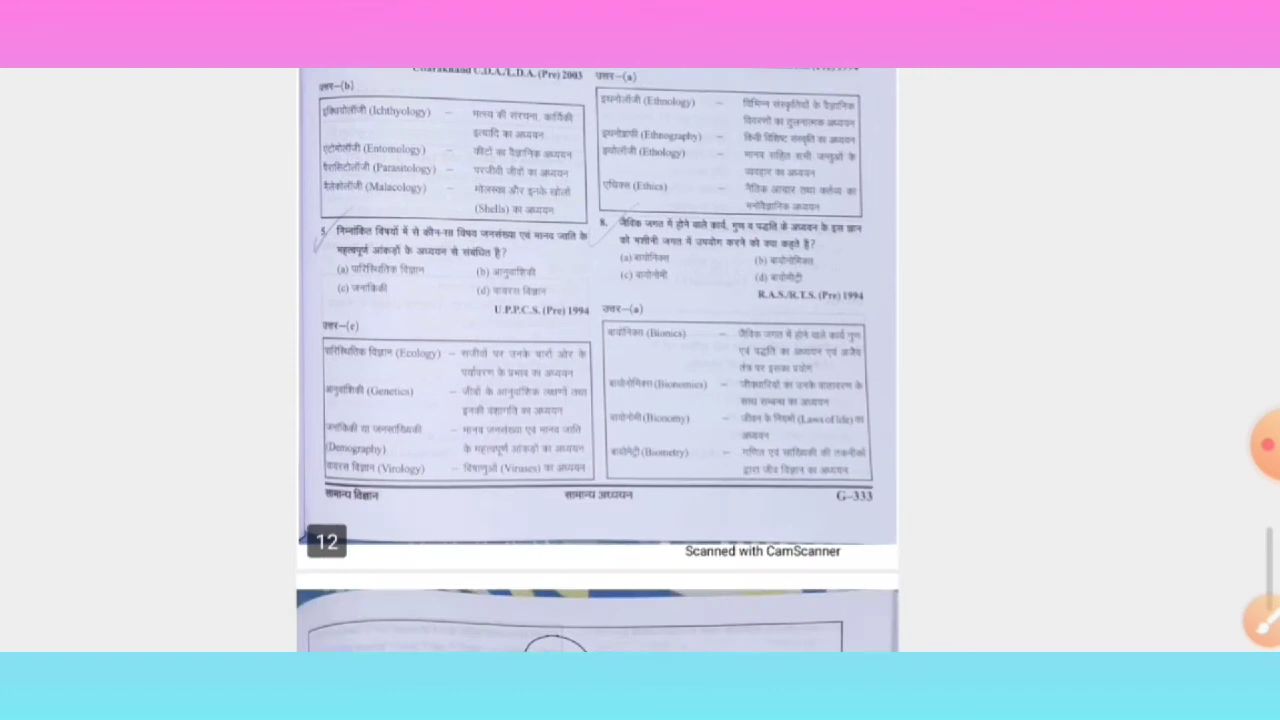 Uttarakhand U.D.A./L.D.A. (Pre) 2003
उत्तर–(b)
इक्थियोलॉजी (Ichthyology) – मत्स्य की संरचना, कार्यिकी
इत्यादि का अध्ययन
एंटोमोलॉजी (Entomology) – कीटों का वैज्ञानिक अध्ययन
पैरासिटोलॉजी (Parasitology) – परजीवी जीवों का अध्ययन
मैलेकोलॉजी (Malacology) – मोलस्का और इनके खोलों
(Shells) का अध्ययन
5. निम्नांकित विषयों में से कौन-सा विषय जनसंख्या एवं मानव जाति के
महत्वपूर्ण आंकड़ों के अध्ययन से संबंधित है?
(a) पारिस्थितिक विज्ञान (b) आनुवांशिकी
(c) जनांकिकी (d) वायरस विज्ञान
U.P.P.C.S. (Pre) 1994
उत्तर–(c)
पारिस्थितिक विज्ञान (Ecology) – सजीवों पर उनके चारों ओर के
पर्यावरण के प्रभाव का अध्ययन
आनुवांशिकी (Genetics) – जीवों के आनुवांशिक लक्षणों तथा
इनकी वंशागति का अध्ययन
जनांकिकी या जनसांख्यिकी – मानव जनसंख्या एवं मानव जाति
(Demography) के महत्वपूर्ण आंकड़ों का अध्ययन
वायरस विज्ञान (Virology) – विषाणुओं (Viruses) का अध्ययन
सामान्य विज्ञान
उत्तर–(a)
इथनोलॉजी (Ethnology) – विभिन्न संस्कृतियों के वैज्ञानिक
विवरणों का तुलनात्मक अध्ययन
इथनोग्राफी (Ethnography) – किसी विशिष्ट संस्कृति का अध्ययन
इथोलॉजी (Ethology) – मानव सहित सभी जन्तुओं के
व्यवहार का अध्ययन
एथिक्स (Ethics) – नैतिक आचार तथा कर्त्तव्य का
मनोवैज्ञानिक अध्ययन
8. जैविक जगत में होने वाले कार्य, गुण व पद्धति के अध्ययन के इस ज्ञान
को मशीनी जगत में उपयोग करने को क्या कहते है?
(a) बायोनिक्स (b) बायोनोमिक्स
(c) बायोनोमी (d) बायोमीट्री
R.A.S./R.T.S. (Pre) 1994
उत्तर–(a)
बायोनिक्स (Bionics) – जैविक जगत में होने वाले कार्य गुण
एवं पद्धति का अध्ययन एवं अजैव
तंत्र पर इसका प्रयोग
बायोनोमिक्स (Bionomics) – जीवधारियों का उनके वातावरण के
साथ सम्बन्ध का अध्ययन
बायोनोमी (Bionomy) – जीवन के नियमों (Laws of life) का
अध्ययन
बायोमेट्री (Biometry) – गणित एवं सांख्यिकी की तकनीकों
द्वारा जीव विज्ञान का अध्ययन
सामान्य अध्ययन
G–333
12
Scanned with CamScanner